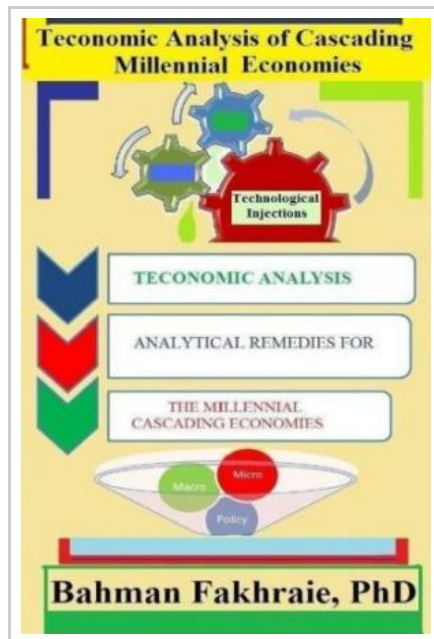 Teconomic Analysis of Cascading
Millennial Economies
Technological
Injections
TECONOMIC ANALYSIS
ANALYTICAL REMEDIES FOR
THE MILLENNIAL
CASCADING ECONOMIES
Micro
Macro
Policy
Bahman Fakhraie, PhD